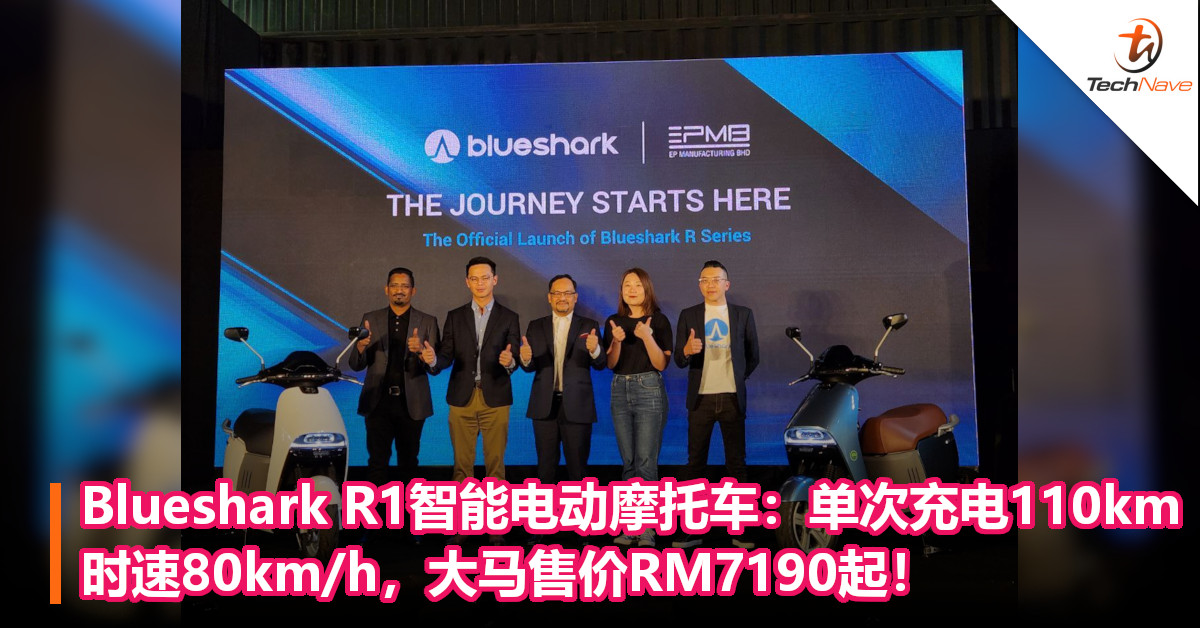 TechNave
blueshark
EPMB
EP MANUFACTURING BHD
THE JOURNEY STARTS HERE
The Official Launch of Blueshark R Series
Blueshark R1智能电动摩托车：单次充电110km
时速80km/h，大马售价RM7190起！